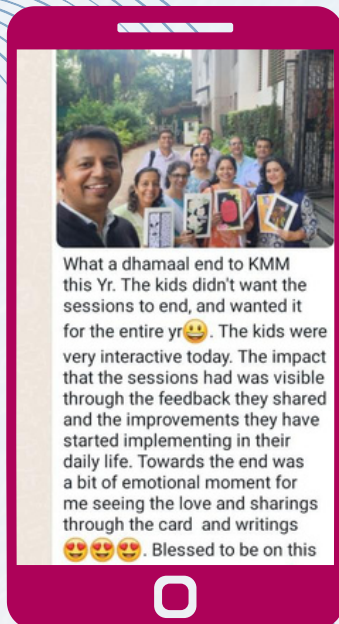 What a dhamaal end to KMM
this Yr. The kids didn't want the
sessions to end, and wanted it
for the entire yr😀. The kids were
very interactive today. The impact
that the sessions had was visible
through the feedback they shared
and the improvements they have
started implementing in their
daily life. Towards the end was
a bit of emotional moment for
me seeing the love and sharings
through the card and writings
😍😍😍. Blessed to be on this